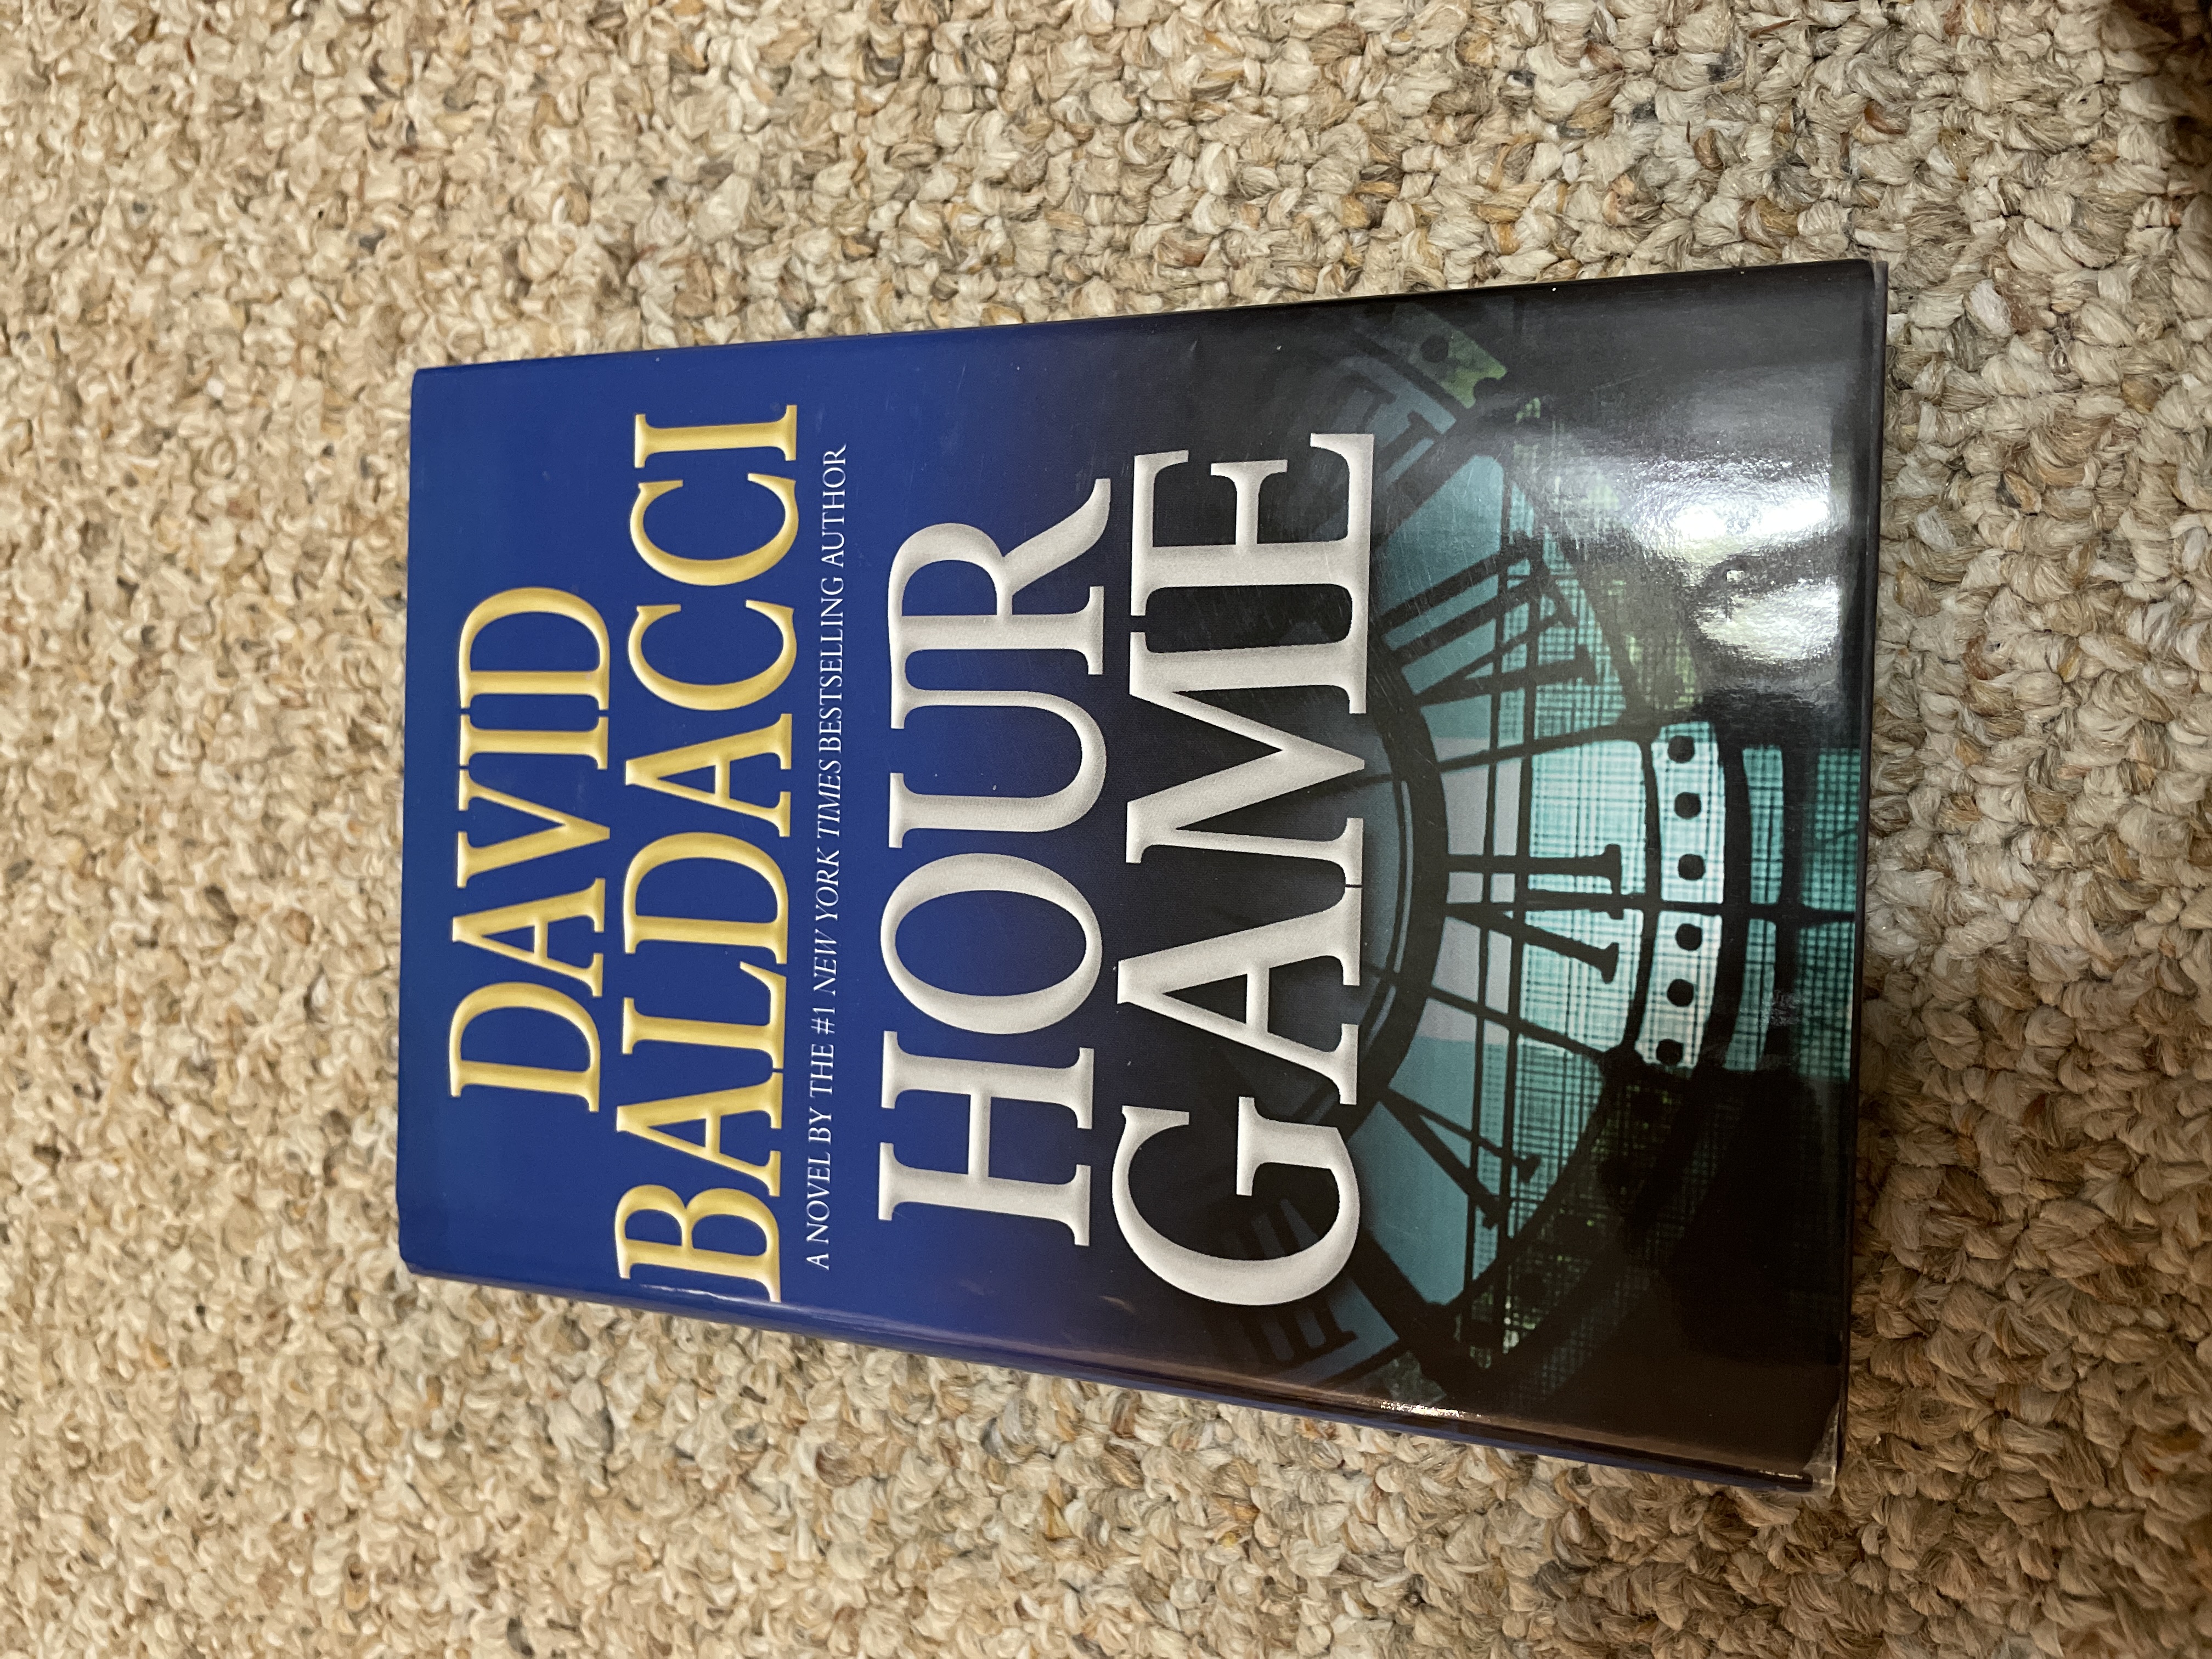 DAVID
BALDACCI
A NOVEL BY THE #1 NEW YORK TIMES BESTSELLING AUTHOR
HOUR
GAME